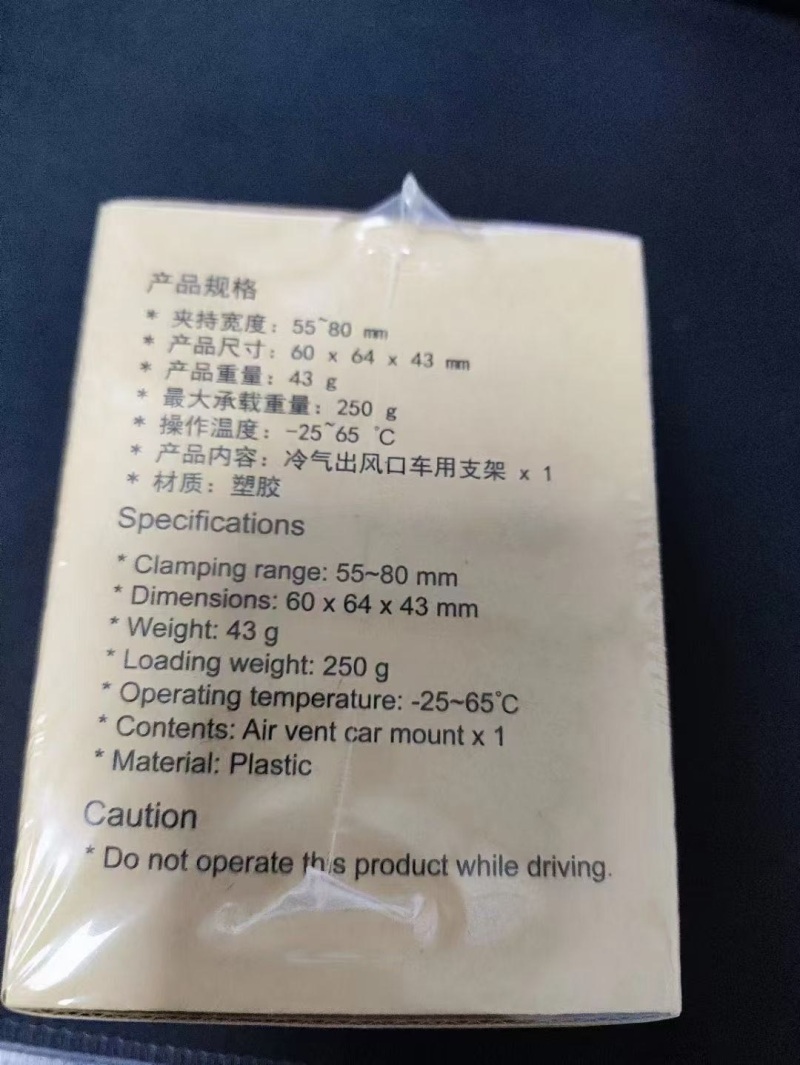 产品规格
* 夹持宽度：55~80 mm
* 产品尺寸：60 x 64 x 43 mm
* 产品重量：43 g
* 最大承载重量：250 g
* 操作温度：-25~65 ℃
* 产品内容：冷气出风口车用支架 x 1
* 材质：塑胶
Specifications
* Clamping range: 55~80 mm
* Dimensions: 60 x 64 x 43 mm
* Weight: 43 g
* Loading weight: 250 g
* Operating temperature: -25~65°C
* Contents: Air vent car mount x 1
* Material: Plastic
Caution
* Do not operate this product while driving.